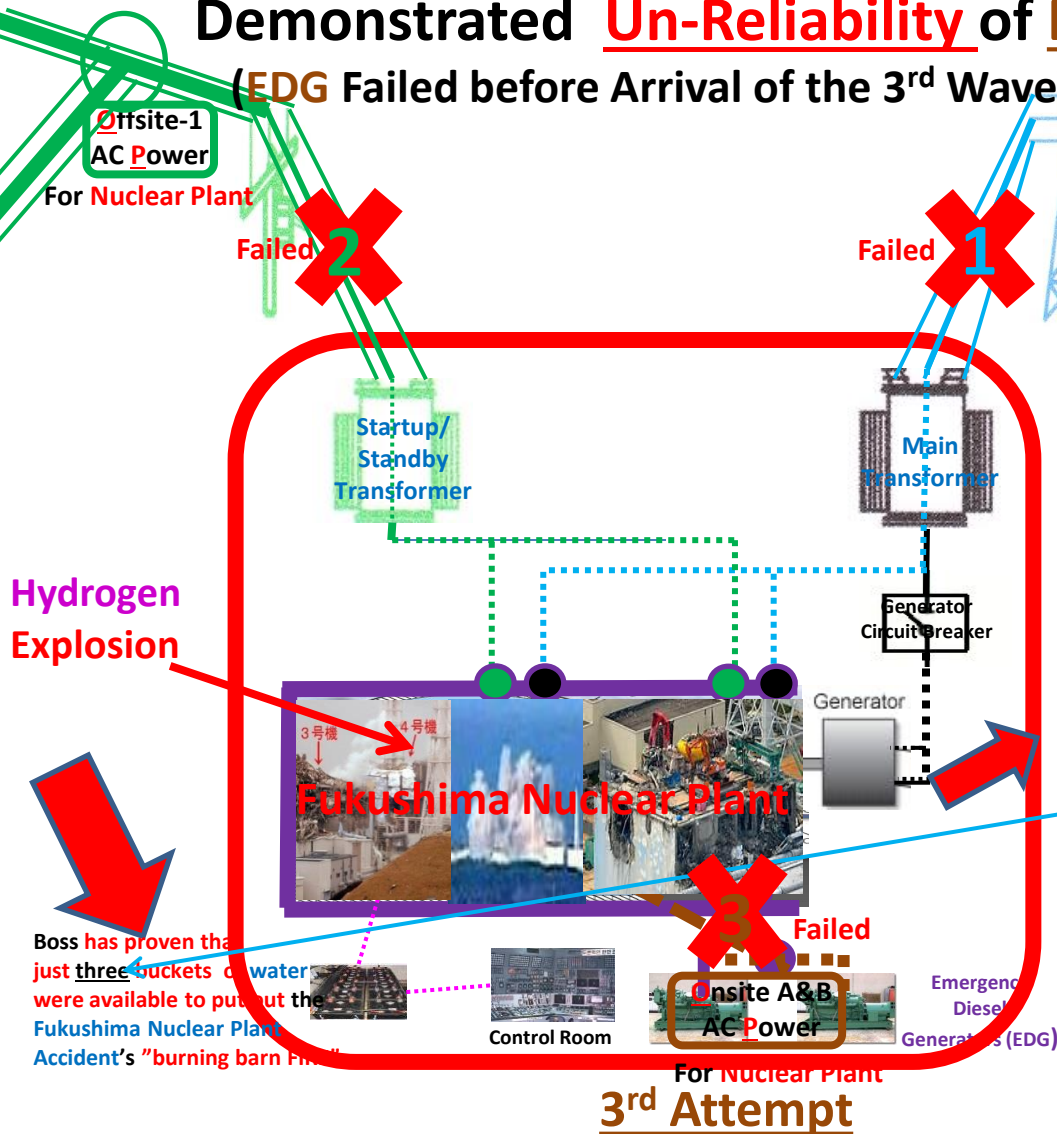 Demonstrated Un-Reliability of
(EDG Failed before Arrival of the 3rd Wave
Offsite-1
AC Power
For Nuclear Plant
Failed 2
Failed 1
Startup/
Standby
Transformer
Main
Transformer
Hydrogen
Explosion
Generator
Circuit Breaker
Generator
3号機
4号機
Fukushima Nuclear Plant
3 Failed
Boss has proven tha
just three buckets o water
were available to put out the
Fukushima Nuclear Plant
Accident's ”burning barn Fi
Control Room
Onsite A&B
AC Power
For Nuclear Plant
Emergenc
Diesel
Generators (EDG)
3rd Attempt